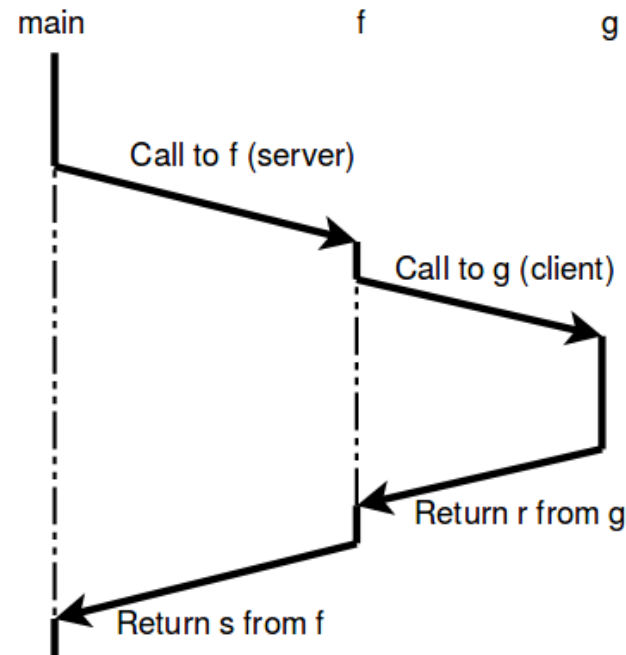 main
f
g
Call to f (server)
Call to g (client)
Return r from g
Return s from f